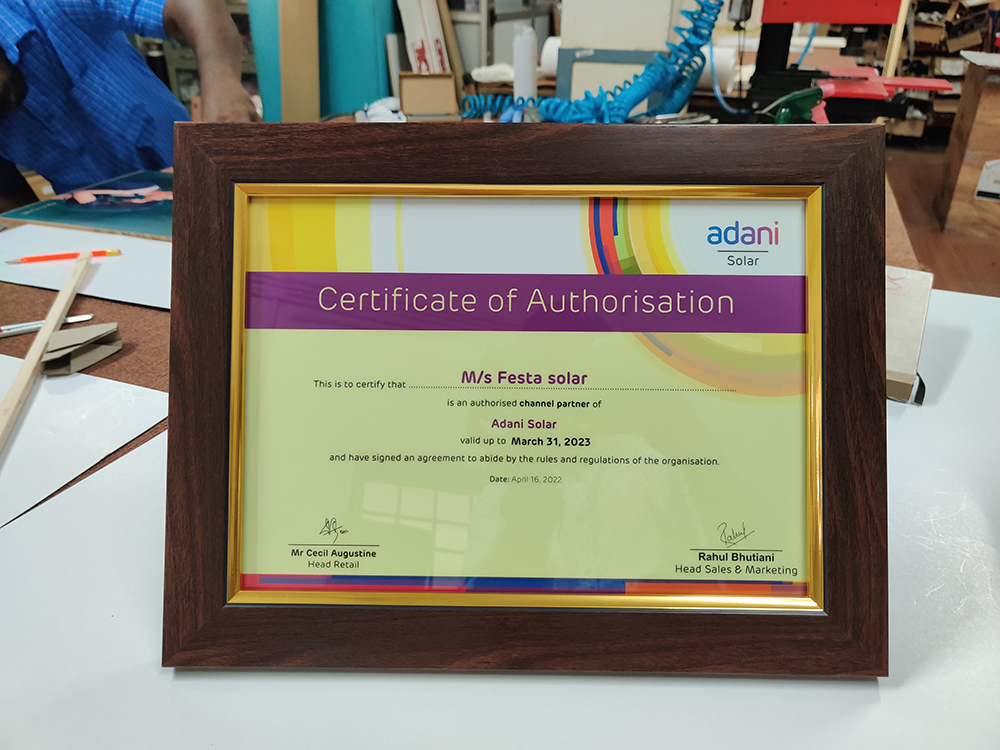 adani
Solar
Certificate of Authorisation
This is to certify that M/s Festa solar
is an authorised channel partner of
Adani Solar
valid up to March 31, 2023
and have signed an agreement to abide by the rules and regulations of the organisation.
Date: April 16, 2022
Mr Cecil Augustine
Head Retail
Rahul Bhutiani
Head Sales & Marketing